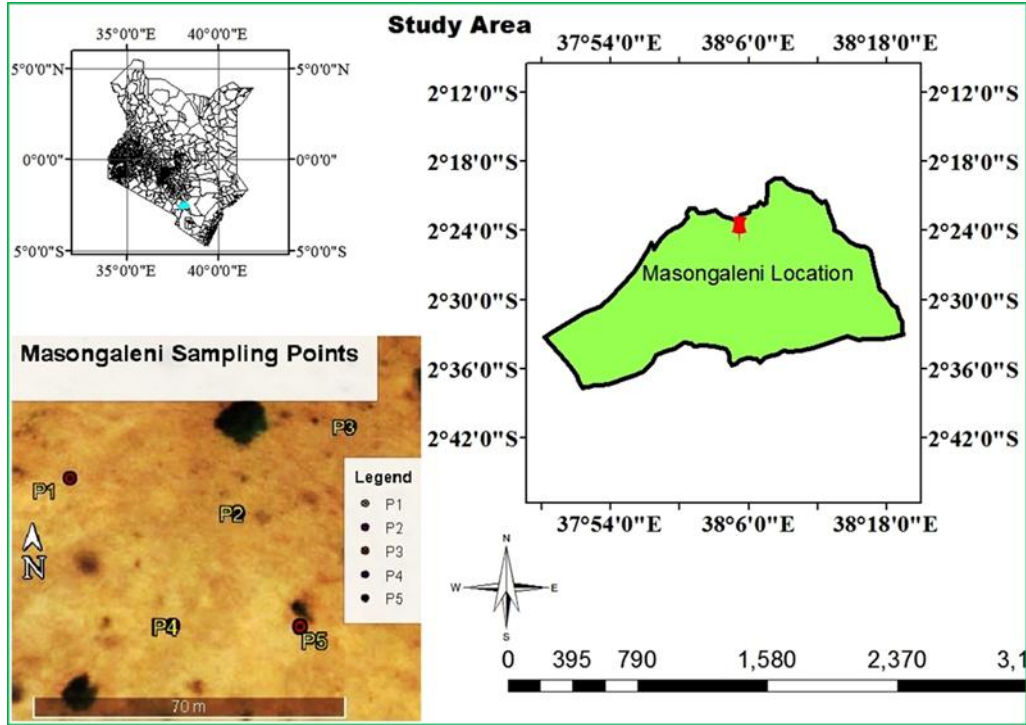 Study Area
35°0'0"E 40°0'0"E
5°0'0"N 5°0'0"N
0°0'0" 0°0'0"
5°0'0"S 5°0'0"S
35°0'0"E 40°0'0"E
37°54'0"E 38°6'0"E 38°18'0"E
2°12'0"S 2°12'0"S
2°18'0"S 2°18'0"S
2°24'0"S 2°24'0"S
Masongaleni Location
2°30'0"S 2°30'0"S
2°36'0"S 2°36'0"S
2°42'0"S 2°42'0"S
37°54'0"E 38°6'0"E 38°18'0"E
Masongaleni Sampling Points
P3
P1
P2
N
P4
P5
70 m
Legend
P1
P2
P3
P4
P5
N
W E
S
0 395 790 1,580 2,370 3,1